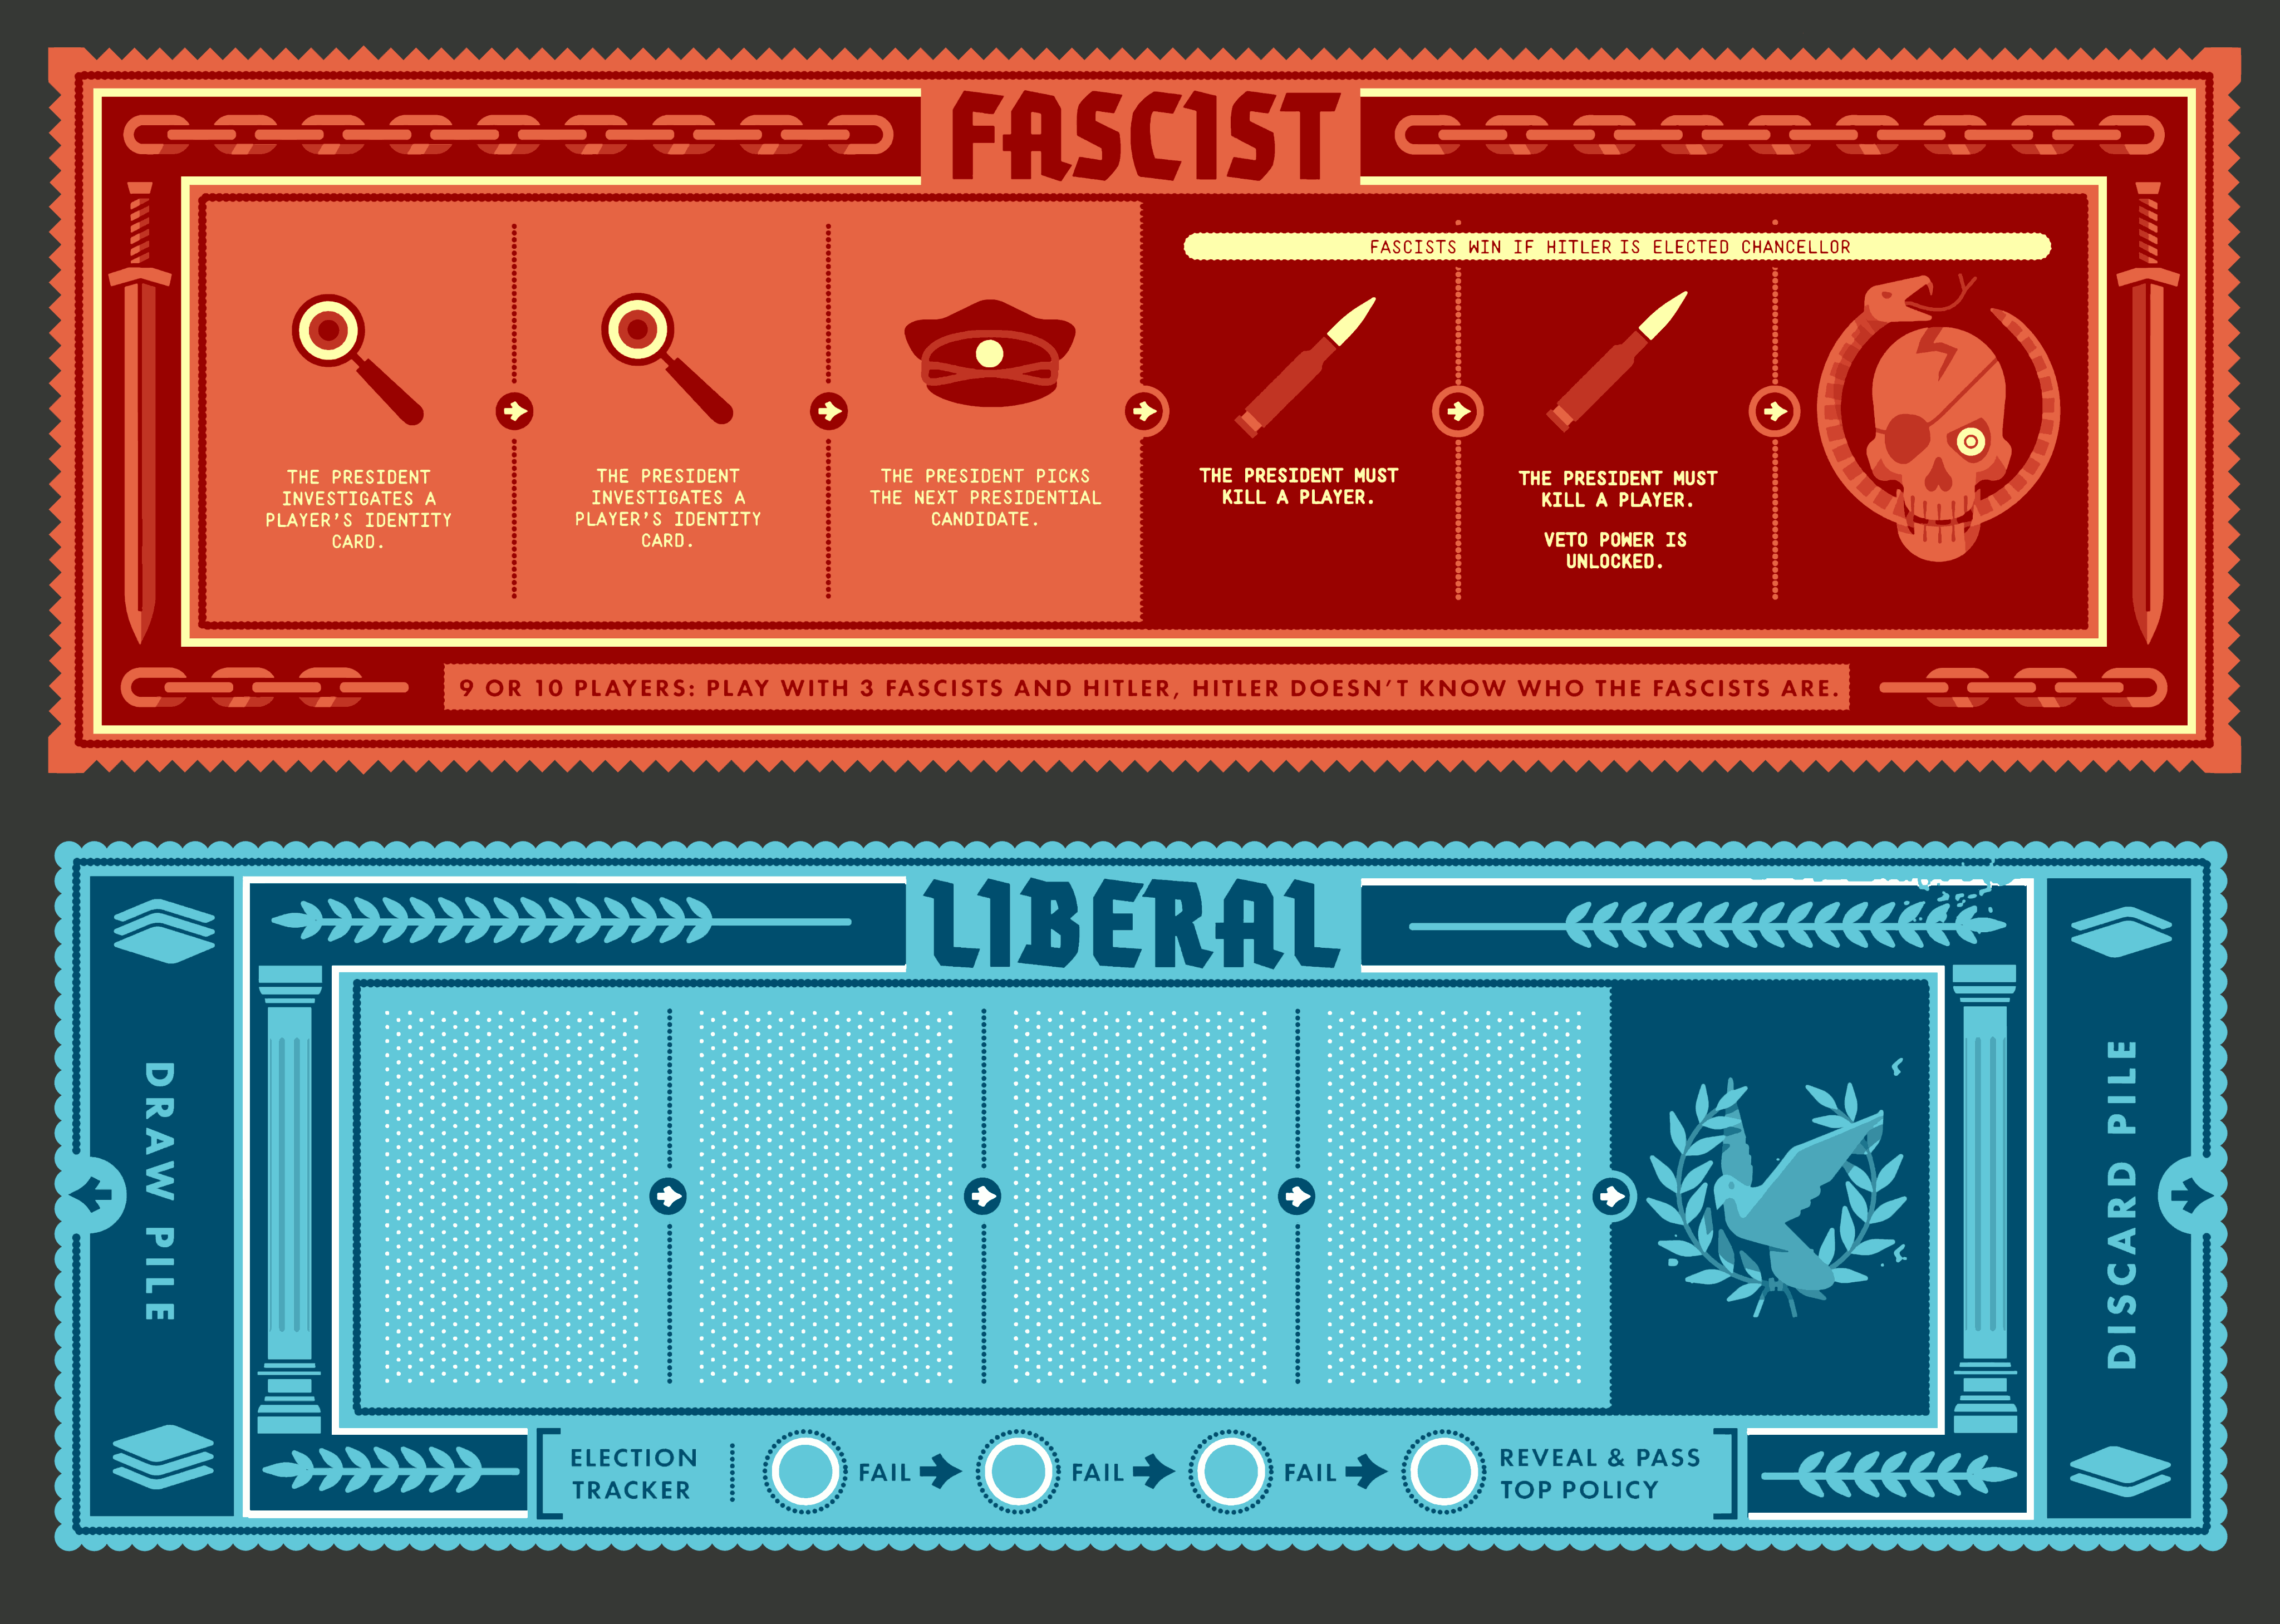 FASCIST
FASCISTS WIN IF HITLER IS ELECTED CHANCELLOR
THE PRESIDENT
INVESTIGATES A
PLAYER'S IDENTITY
CARD.
THE PRESIDENT
INVESTIGATES A
PLAYER'S IDENTITY
CARD.
THE PRESIDENT PICKS
THE NEXT PRESIDENTIAL
CANDIDATE.
THE PRESIDENT MUST
KILL A PLAYER.
THE PRESIDENT MUST
KILL A PLAYER.
VETO POWER IS
UNLOCKED.
9 OR 10 PLAYERS: PLAY WITH 3 FASCISTS AND HITLER, HITLER DOESN'T KNOW WHO THE FASCISTS ARE.
LIBERAL
DRAW PILE
DISCARD PILE
ELECTION
TRACKER
FAIL
FAIL
FAIL
REVEAL & PASS
TOP POLICY